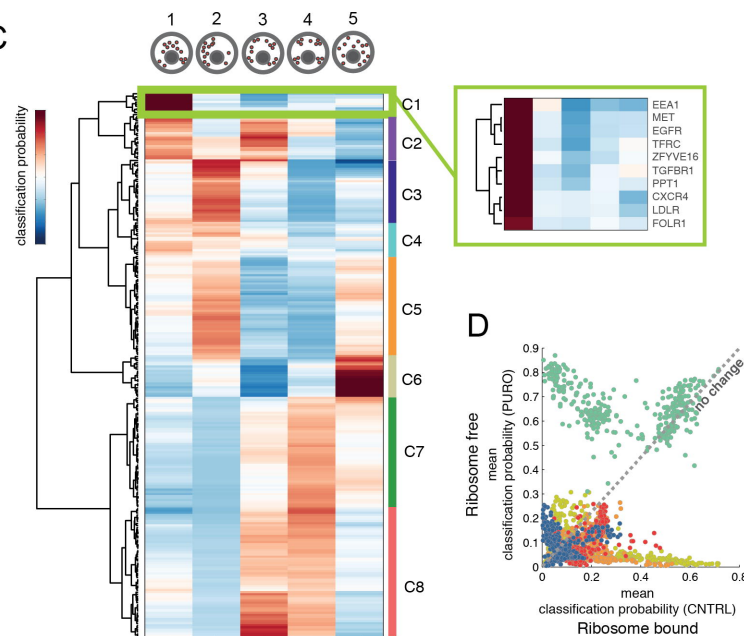 C
1 2 3 4 5
classification probability
C1
C2
C3
C4
C5
C6
C7
C8
EEA1
MET
EGFR
TFRC
ZFYVE16
TGFBR1
PPT1
CXCR4
LDLR
FOLR1
D
Ribosome free
mean
classification probability (PURO)
0.9
0.8
0.7
0.6
0.5
0.4
0.3
0.2
0.1
0
no change
0 0.2 0.4 0.6 0.8
mean
classification probability (CNTRL)
Ribosome bound